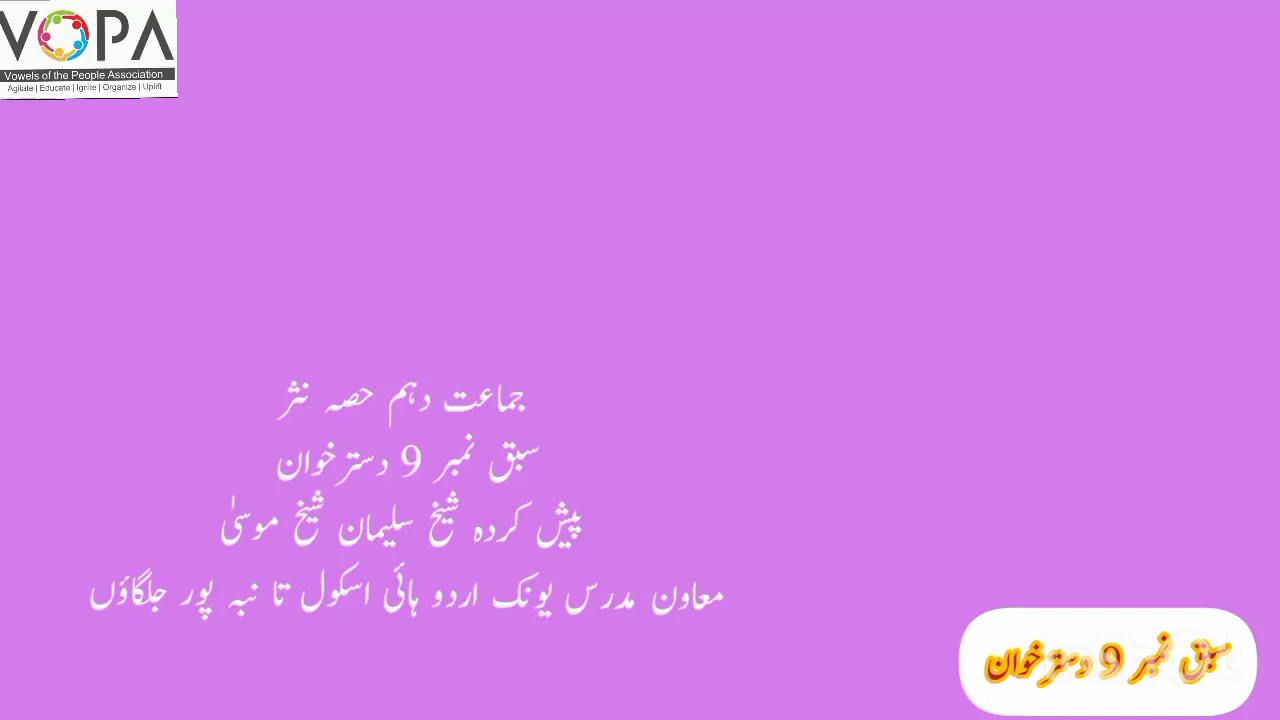 VOPA
Vowels of the People Association
Agitate | Educate | Ignite | Organize | Uplift
جماعت دہم حصہ نثر
سبق نمبر 9 دسترخوان
پیش کردہ شیخ سلیمان شیخ موسیٰ
معاون مدرس یونک اردو ہائی اسکول تا نبہ پور جلگاؤں
سبق نمبر 9 دسترخوان